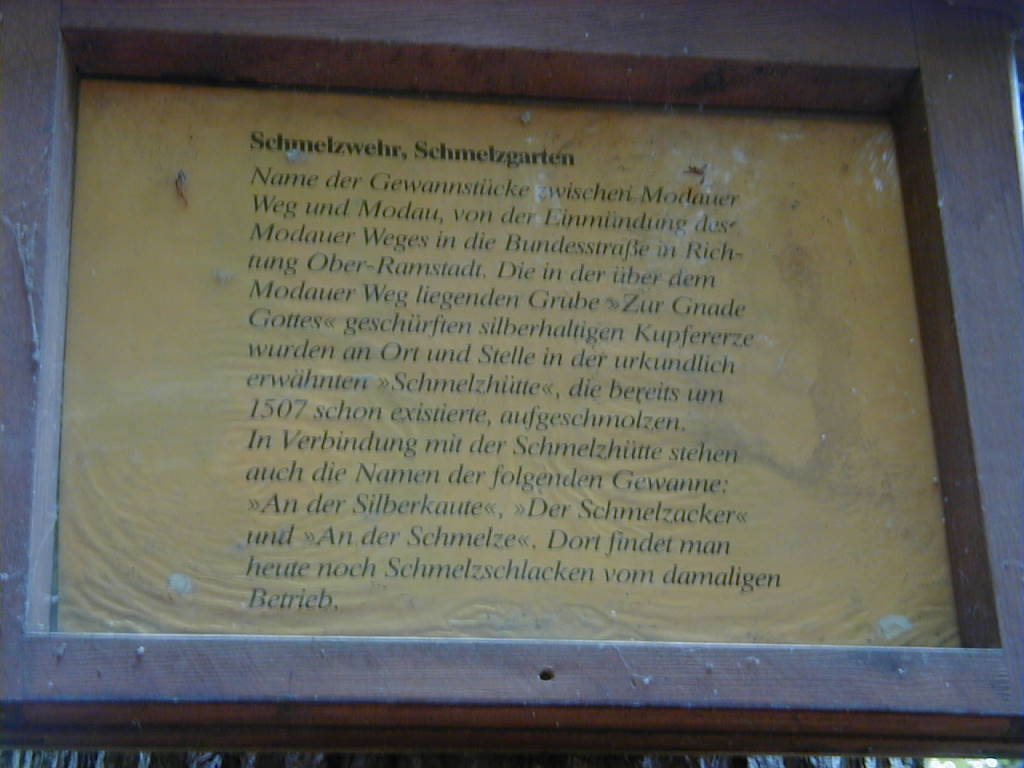 Schmelzwehr, Schmelzgarten
Name der Gewannstücke zwischen Modauer
Weg und Modau, von der Einmündung des
Modauer Weges in die Bundesstraße in Rich-
tung Ober-Ramstadt. Die in der über dem
Modauer Weg liegenden Grube »Zur Gnade
Gottes« geschürften silberhaltigen Kupfererze
wurden an Ort und Stelle in der urkundlich
erwähnten »Schmelzhütte«, die bereits um
1507 schon existierte, aufgeschmolzen.
In Verbindung mit der Schmelzhütte stehen
auch die Namen der folgenden Gewanne:
»An der Silberkaute«, »Der Schmelzacker«
und »An der Schmelze«. Dort findet man
heute noch Schmelzschlacken vom damaligen
Betrieb.